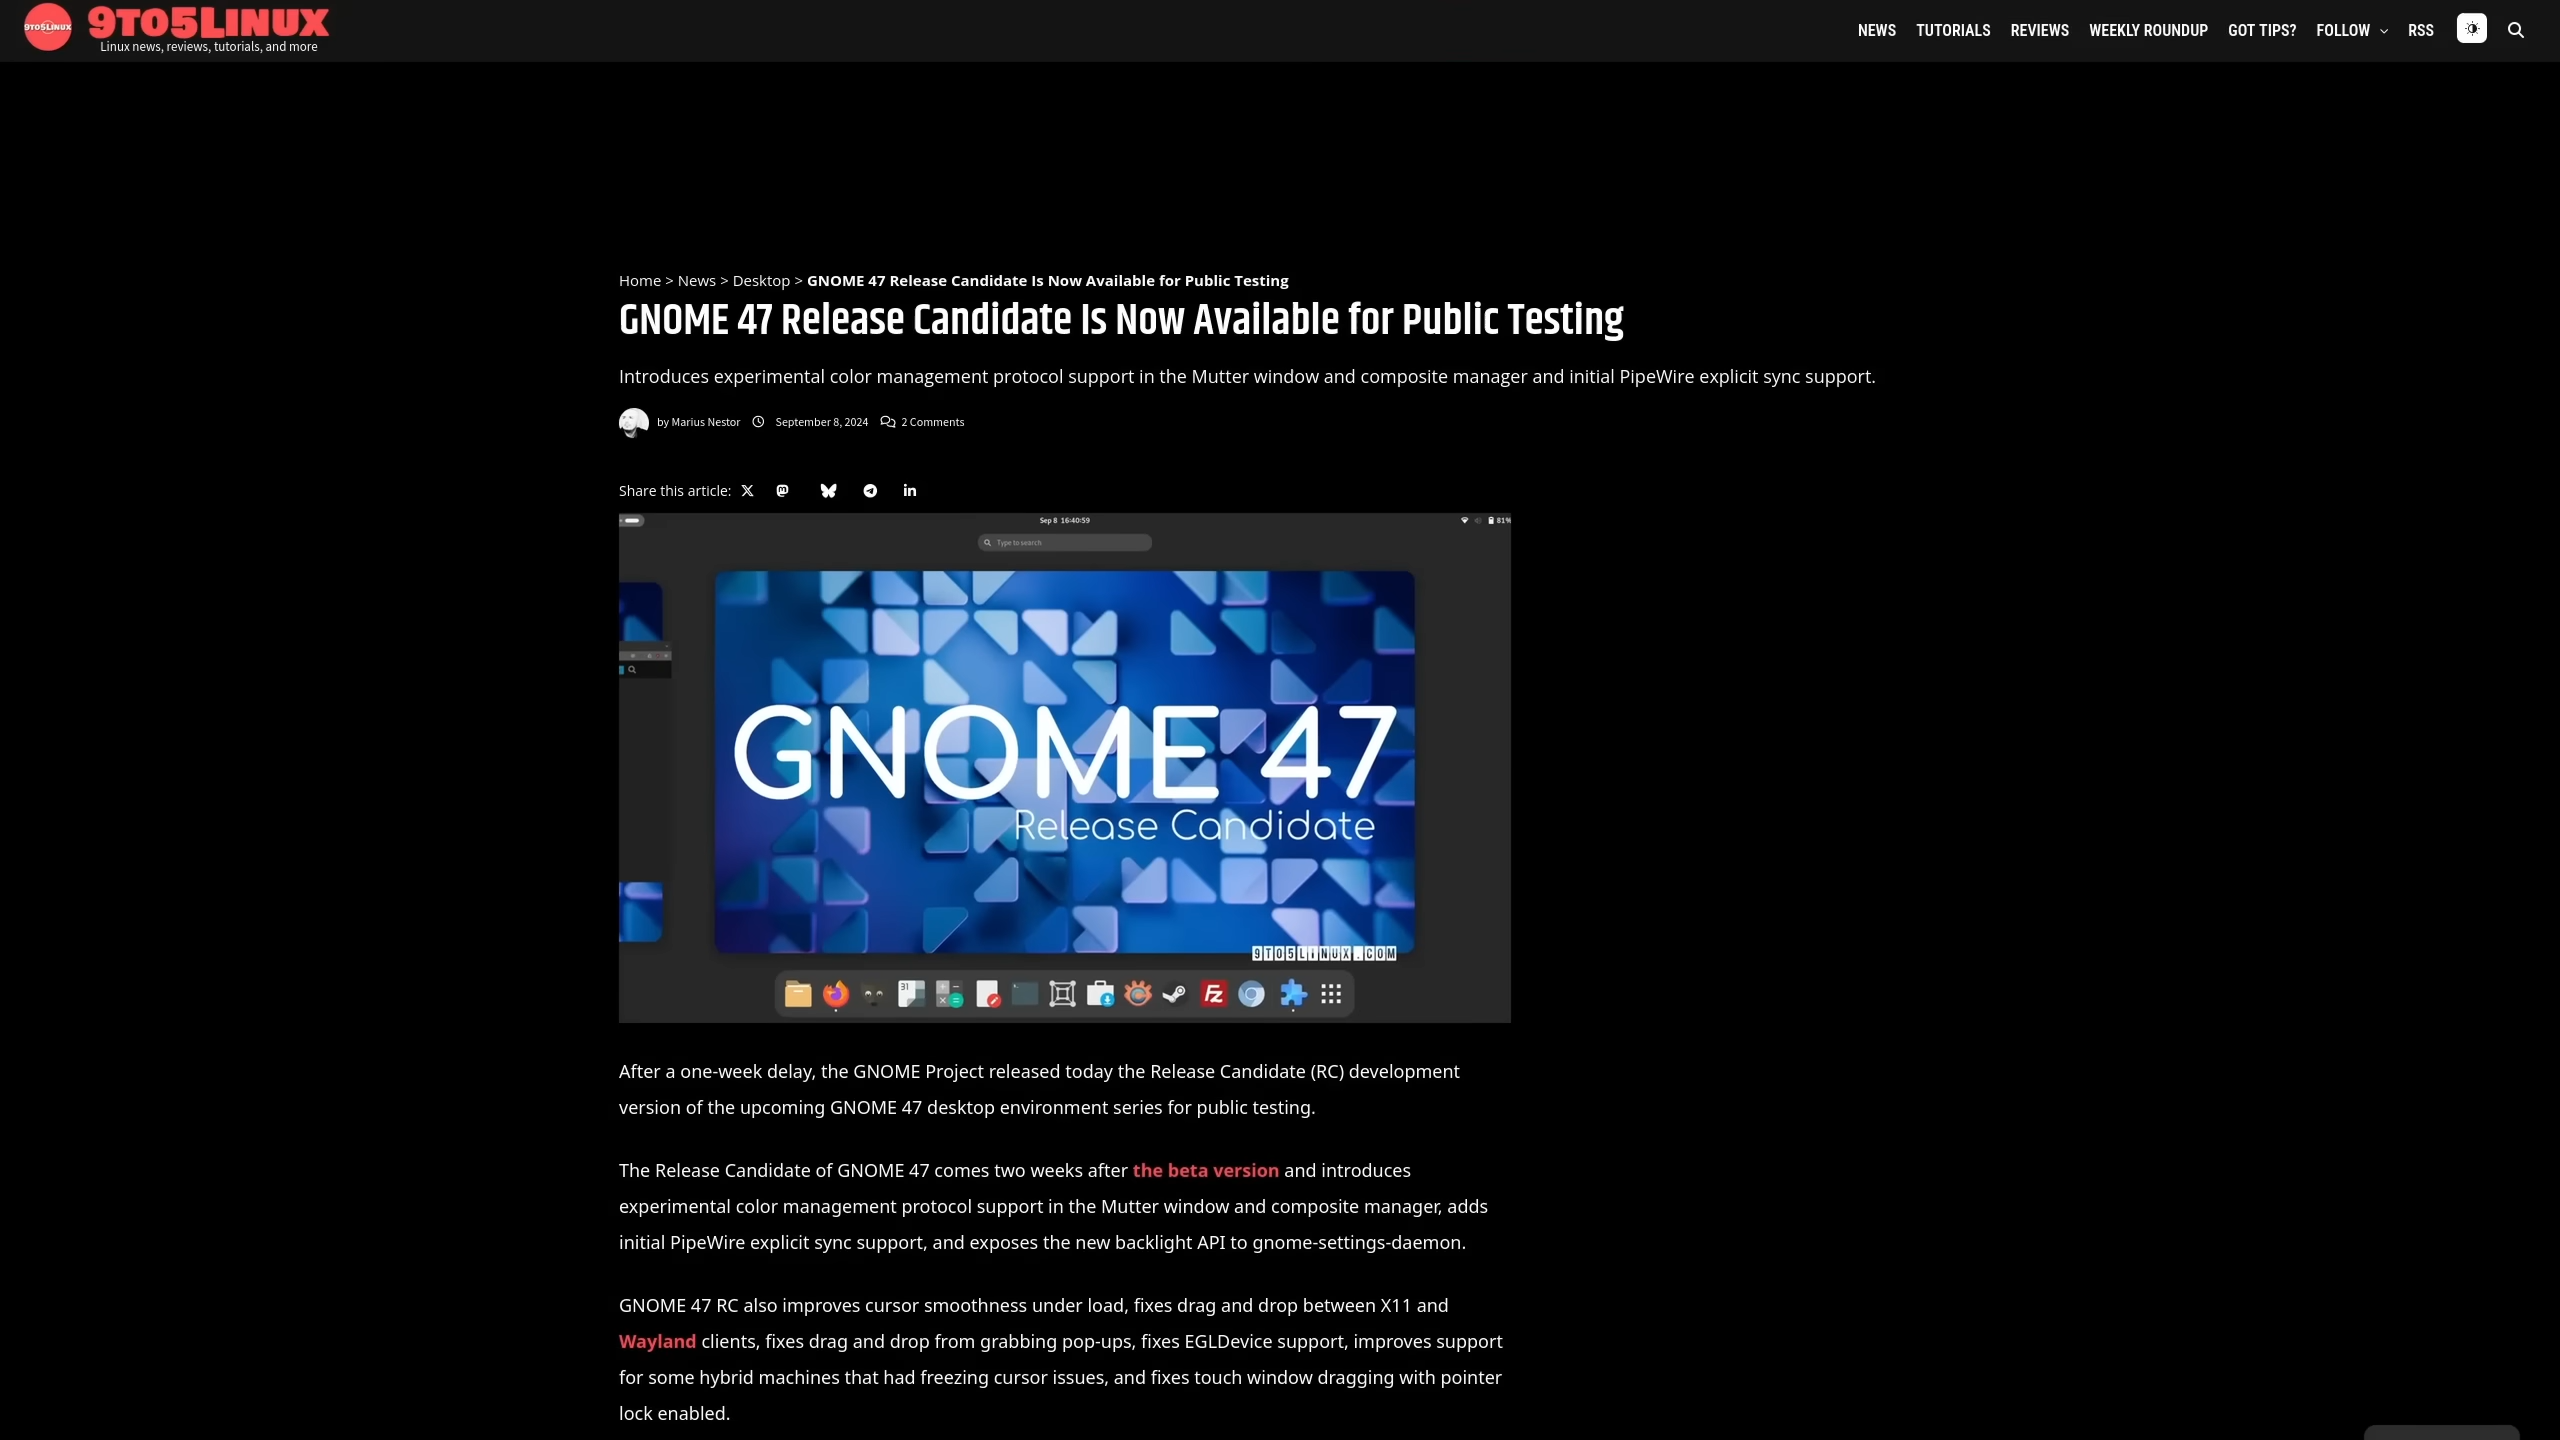 9TO5LINUX
9TO5LINUX
Linux news, reviews, tutorials, and more
NEWS TUTORIALS REVIEWS WEEKLY ROUNDUP GOT TIPS? FOLLOW RSS
Home > News > Desktop > GNOME 47 Release Candidate Is Now Available for Public Testing
GNOME 47 Release Candidate Is Now Available for Public Testing
Introduces experimental color management protocol support in the Mutter window and composite manager and initial PipeWire explicit sync support.
by Marius Nestor September 8, 2024 2 Comments
Share this article:
Sep 8 16:40:59
81%
Type to search
GNOME 47
Release Candidate
9TO5LINUX.COM
31
FZ
After a one-week delay, the GNOME Project released today the Release Candidate (RC) development
version of the upcoming GNOME 47 desktop environment series for public testing.
The Release Candidate of GNOME 47 comes two weeks after the beta version and introduces
experimental color management protocol support in the Mutter window and composite manager, adds
initial PipeWire explicit sync support, and exposes the new backlight API to gnome-settings-daemon.
GNOME 47 RC also improves cursor smoothness under load, fixes drag and drop between X11 and
Wayland clients, fixes drag and drop from grabbing pop-ups, fixes EGLDevice support, improves support
for some hybrid machines that had freezing cursor issues, and fixes touch window dragging with pointer
lock enabled.